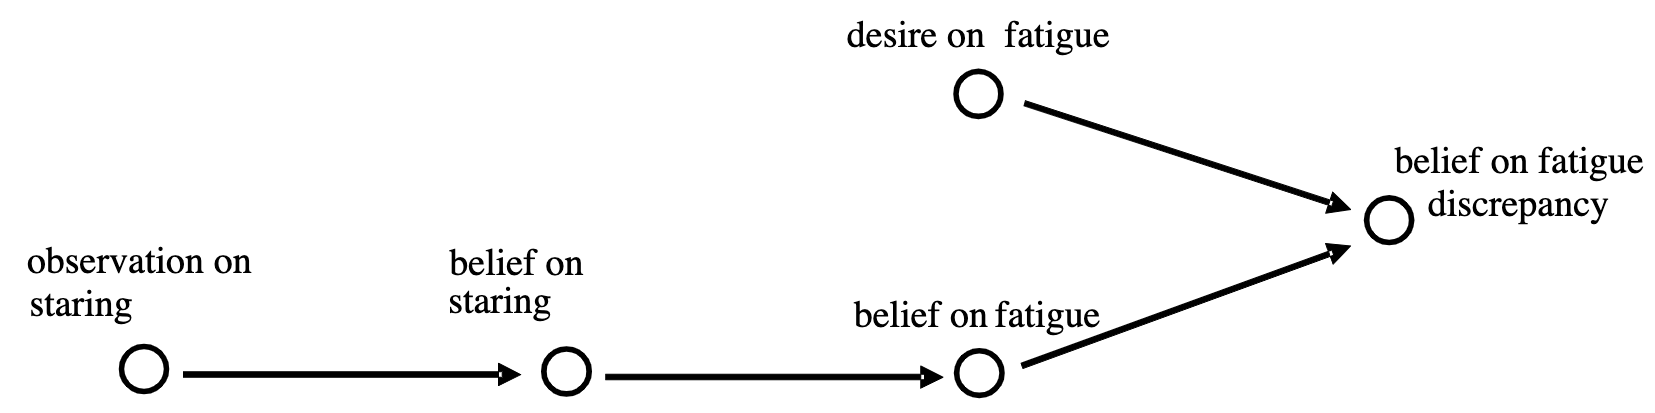 desire on fatigue
belief on fatigue
discrepancy
observation on
staring
belief on
staring
belief on fatigue